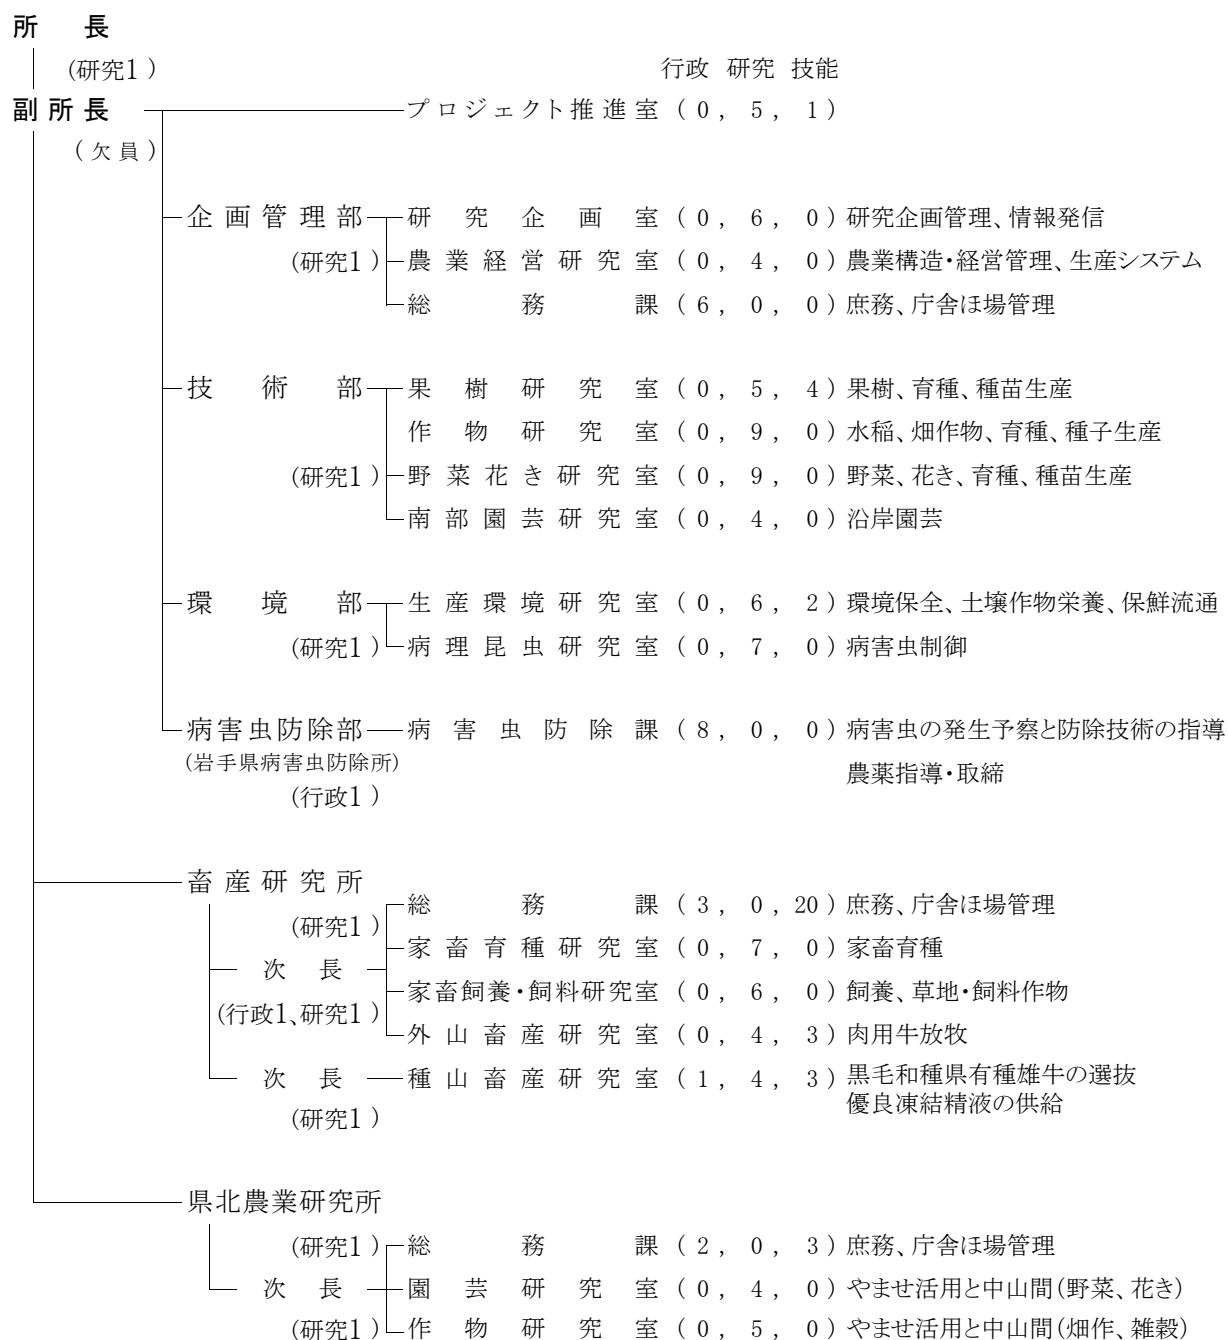 所長
(研究1) 行政 研究 技能
副所長 プロジェクト推進室 (0, 5, 1)
(欠員)
企画管理部 研究企画室 (0, 6, 0) 研究企画管理、情報発信
(研究1) 農業経営研究室 (0, 4, 0) 農業構造・経営管理、生産システム
総務課 (6, 0, 0) 庶務、庁舎ほ場管理
技術部 果樹研究室 (0, 5, 4) 果樹、育種、種苗生産
作物研究室 (0, 9, 0) 水稲、畑作物、育種、種子生産
(研究1) 野菜花き研究室 (0, 9, 0) 野菜、花き、育種、種苗生産
南部園芸研究室 (0, 4, 0) 沿岸園芸
環境部 生産環境研究室 (0, 6, 2) 環境保全、土壌作物栄養、保鮮流通
(研究1) 病理昆虫研究室 (0, 7, 0) 病害虫制御
病害虫防除部 病害虫防除課 (8, 0, 0) 病害虫の発生予察と防除技術の指導
(岩手県病害虫防除所) 農薬指導・取締
(行政1)
畜産研究所
総務課 (3, 0, 20) 庶務、庁舎ほ場管理
(研究1)
家畜育種研究室 (0, 7, 0) 家畜育種
次長
家畜飼養・飼料研究室 (0, 6, 0) 飼養、草地・飼料作物
(行政1、研究1)
外山畜産研究室 (0, 4, 3) 肉用牛放牧
次長 種山畜産研究室 (1, 4, 3) 黒毛和種県有種雄牛の選抜
優良凍結精液の供給
(研究1)
県北農業研究所
(研究1) 総務課 (2, 0, 3) 庶務、庁舎ほ場管理
次長 園芸研究室 (0, 4, 0) やませ活用と中山間(野菜、花き)
(研究1) 作物研究室 (0, 5, 0) やませ活用と中山間(畑作、雑穀)